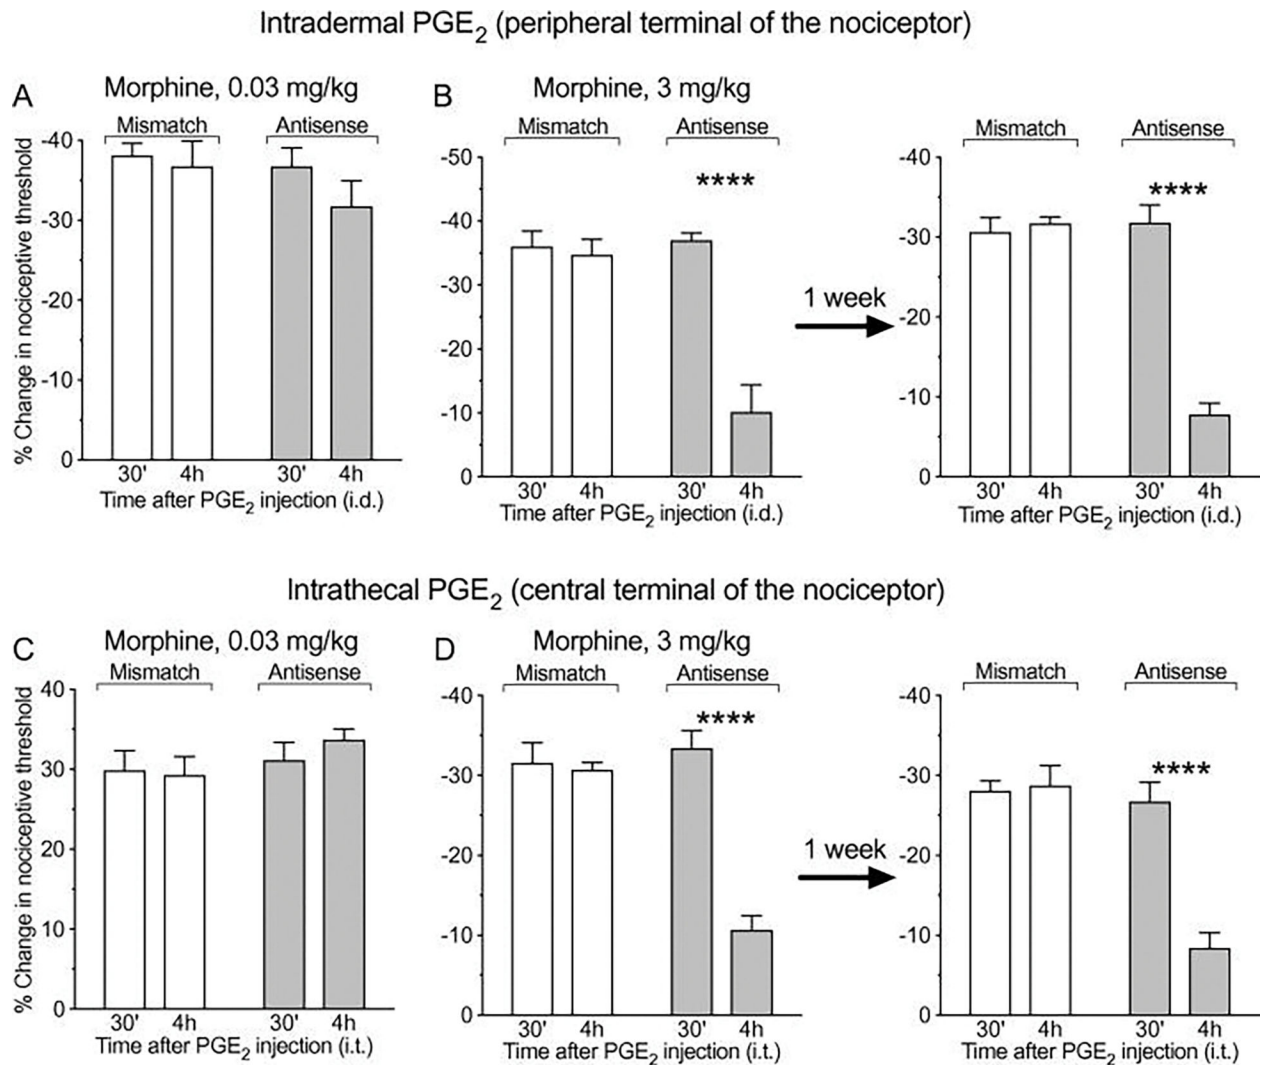 Intradermal PGE2 (peripheral terminal of the nociceptor)
A
Morphine, 0.03 mg/kg
Mismatch Antisense
% Change in nociceptive threshold
-40
-30
-20
-10
0
30' 4h 30' 4h
Time after PGE2 injection (i.d.)
B
Morphine, 3 mg/kg
Mismatch Antisense
****
-50
-40
-30
-20
-10
0
30' 4h 30' 4h
Time after PGE2 injection (i.d.)
1 week
Mismatch Antisense
****
-40
-30
-20
-10
0
30' 4h 30' 4h
Time after PGE2 injection (i.d.)
Intrathecal PGE2 (central terminal of the nociceptor)
C
Morphine, 0.03 mg/kg
Mismatch Antisense
% Change in nociceptive threshold
40
30
20
10
0
30' 4h 30' 4h
Time after PGE2 injection (i.t.)
D
Morphine, 3 mg/kg
Mismatch Antisense
****
-40
-30
-20
-10
0
30' 4h 30' 4h
Time after PGE2 injection (i.t.)
1 week
Mismatch Antisense
****
-40
-30
-20
-10
0
30' 4h 30' 4h
Time after PGE2 injection (i.t.)